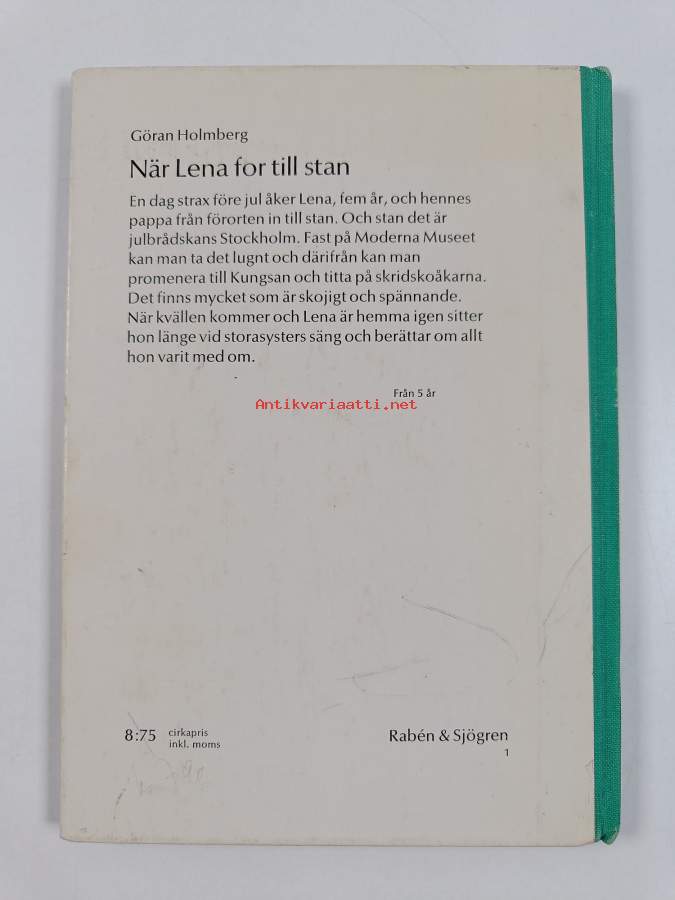 Göran Holmberg
När Lena for till stan
En dag strax före jul åker Lena, fem år, och hennes
pappa från förorten in till stan. Och stan det är
julbrådskans Stockholm. Fast på Moderna Museet
kan man ta det lugnt och därifrån kan man
promenera till Kungsan och titta på skridskoåkarna.
Det finns mycket som är skojigt och spännande.
När kvällen kommer och Lena är hemma igen sitter
hon länge vid storasysters säng och berättar om allt
hon varit med om.
Från 5 år
Antikvariaatti.net
8:75 cirkapris
inkl. moms
Rabén & Sjögren
1